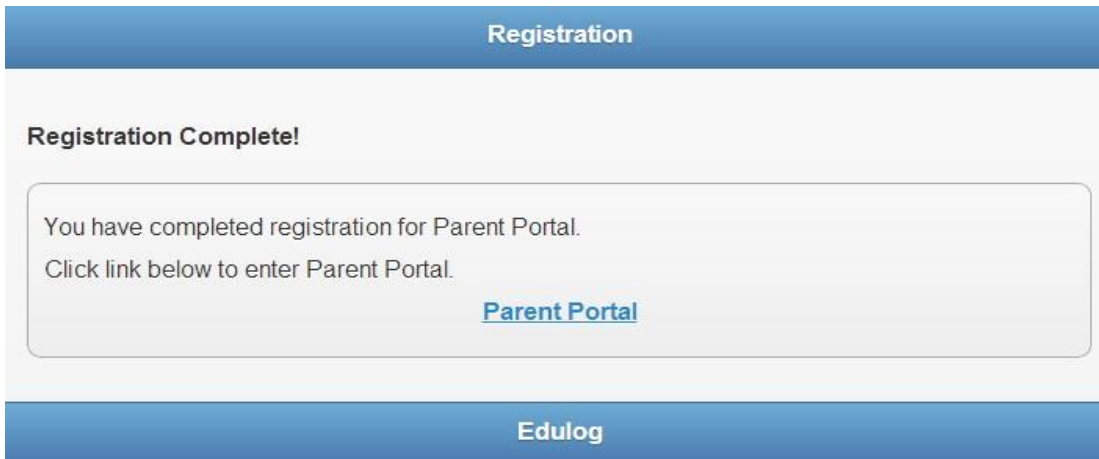 Registration
Registration Complete!
You have completed registration for Parent Portal.
Click link below to enter Parent Portal.
Parent Portal
Edulog